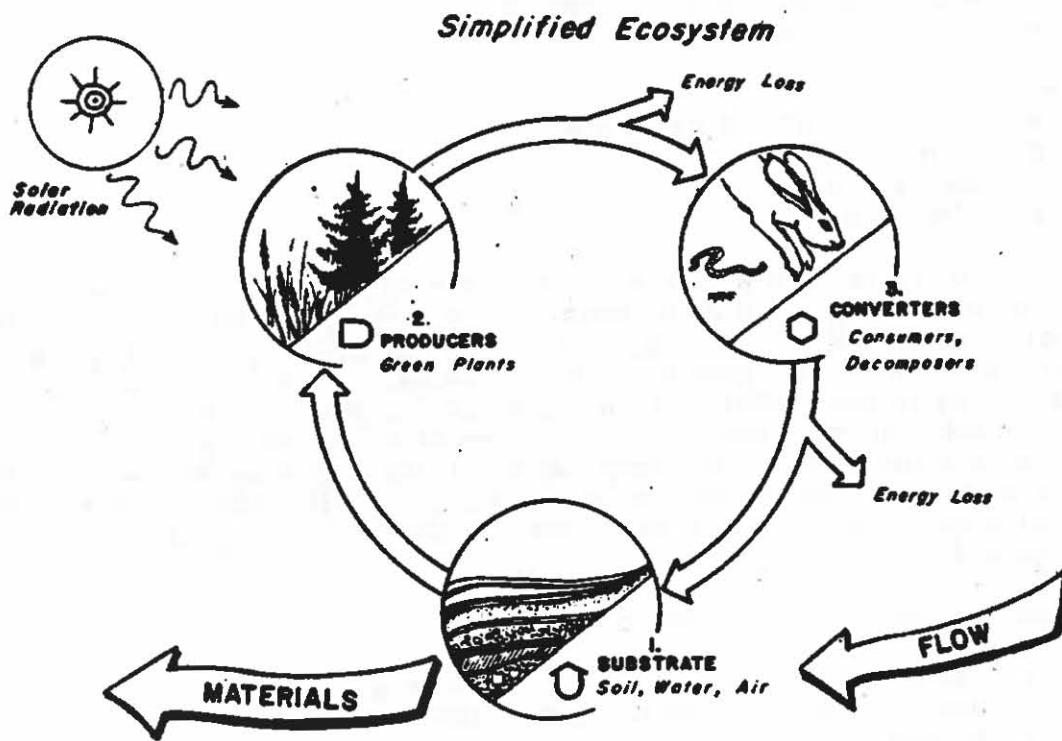 Simplified Ecosystem
Energy Loss
Solar
Radiation
2.
PRODUCERS
Green Plants
3.
CONVERTERS
Consumers,
Decomposers
Energy Loss
FLOW
1.
SUBSTRATE
Soil, Water, Air
MATERIALS